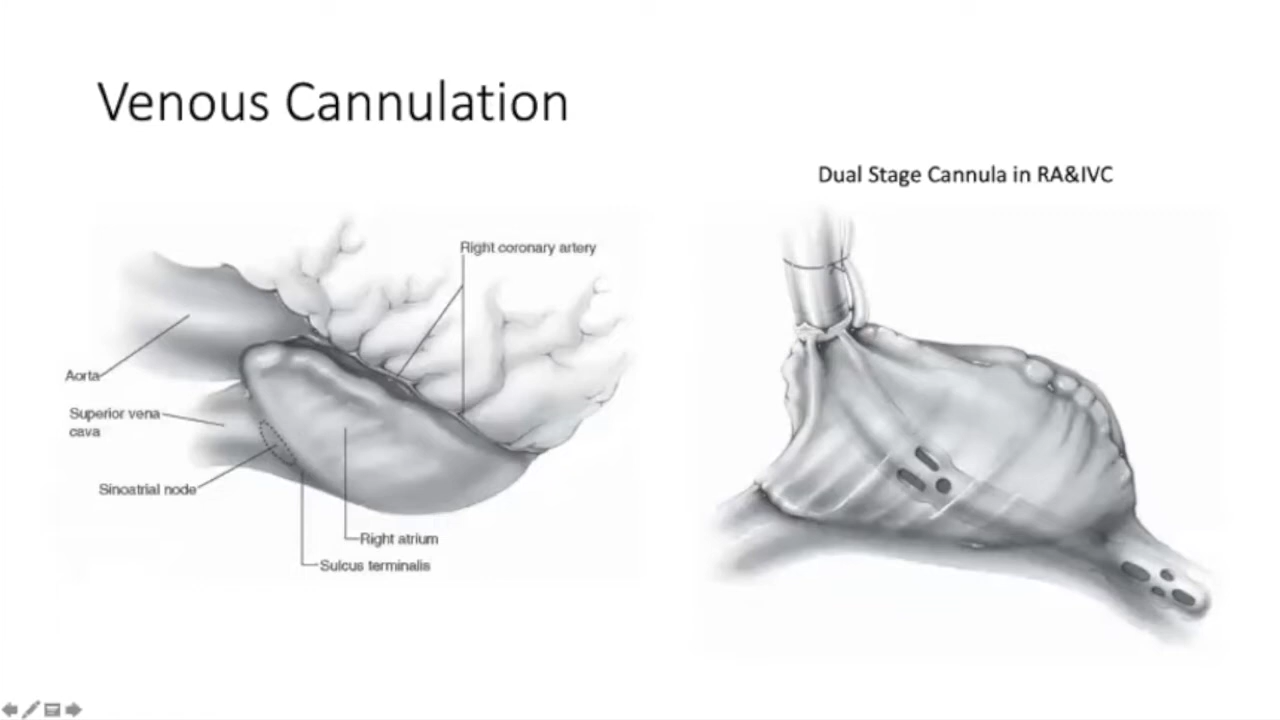 Venous Cannulation
Dual Stage Cannula in RA&IVC
Right coronary artery
Aorta
Superior vena
cava
Sinoatrial node
Right atrium
Sulcus terminalis